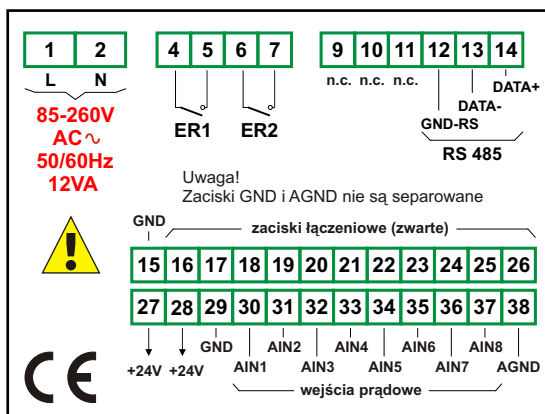 1 2 4 5 6 7 9 10 11 12 13 14
L N n.c. n.c. n.c. DATA+
DATA-
GND-RS
ER1 ER2 RS 485
85-260V
AC∿
50/60Hz
12VA
Uwaga!
Zaciski GND i AGND nie są separowane
GND zaciski łączeniowe (zwarte)
15 16 17 18 19 20 21 22 23 24 25 26
27 28 29 30 31 32 33 34 35 36 37 38
GND AIN2 AIN4 AIN6 AIN8
+24V +24V AIN1 AIN3 AIN5 AIN7 AGND
wejścia prądowe
!
CE